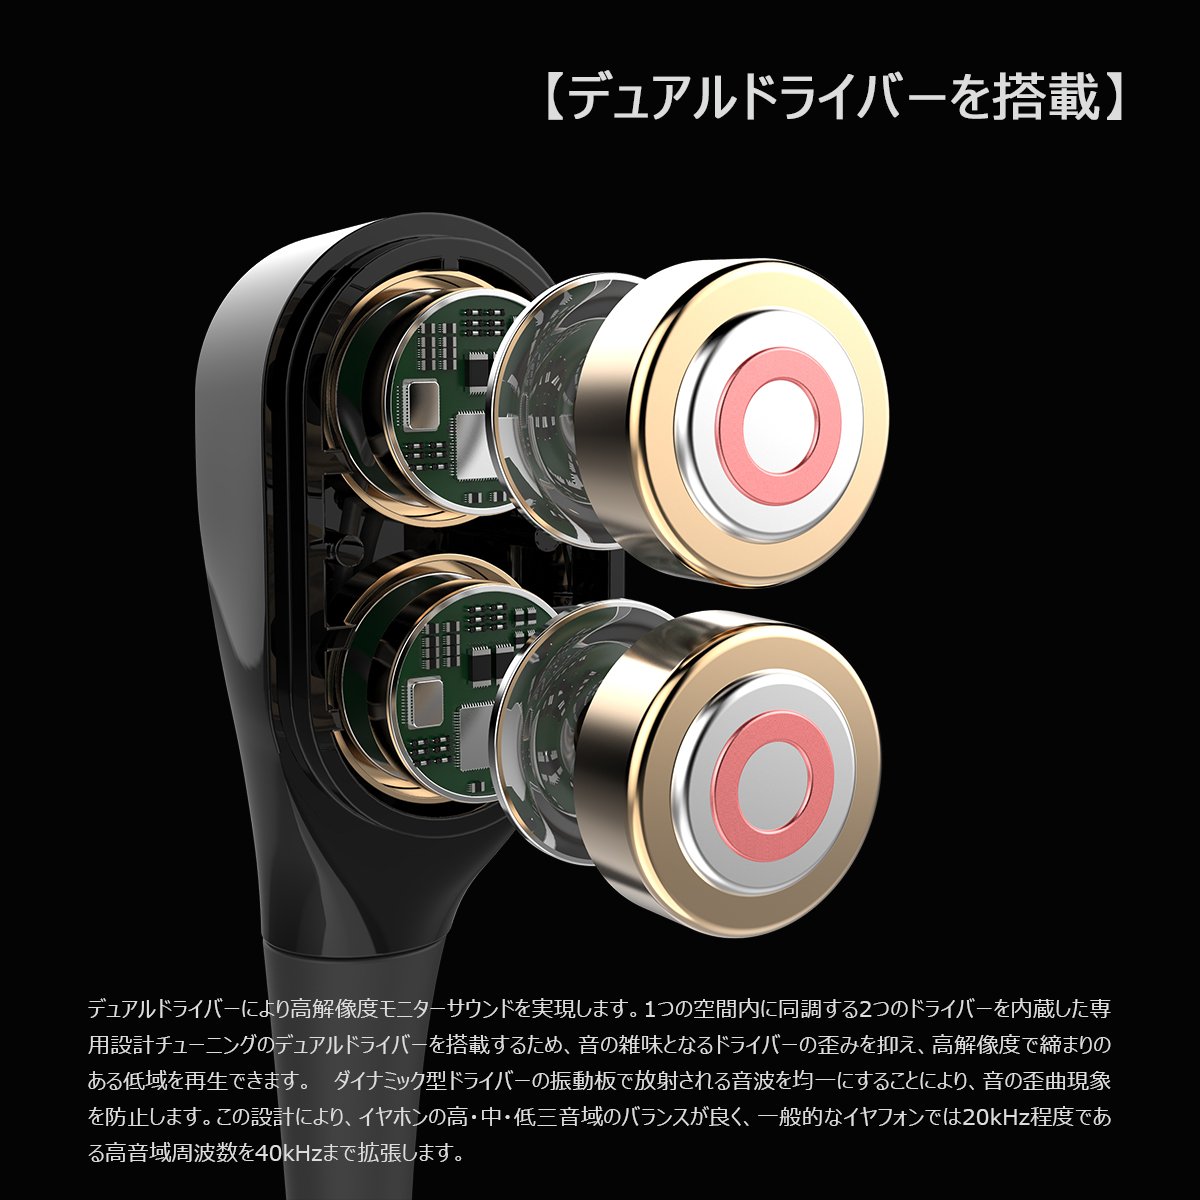 【デュアルドライバーを搭載】
デュアルドライバーにより高解像度モニターサウンドを実現します。1つの空間内に同調する2つのドライバーを内蔵した専
用設計チューニングのデュアルドライバーを搭載するため、音の雑味となるドライバーの歪みを抑え、高解像度で締まりの
ある低域を再生できます。　ダイナミック型ドライバーの振動板で放射される音波を均一にすることにより、音の歪曲現象
を防止します。この設計により、イヤホンの高・中・低三音域のバランスが良く、一般的なイヤフォンでは20kHz程度であ
る高音域周波数を40kHzまで拡張します。